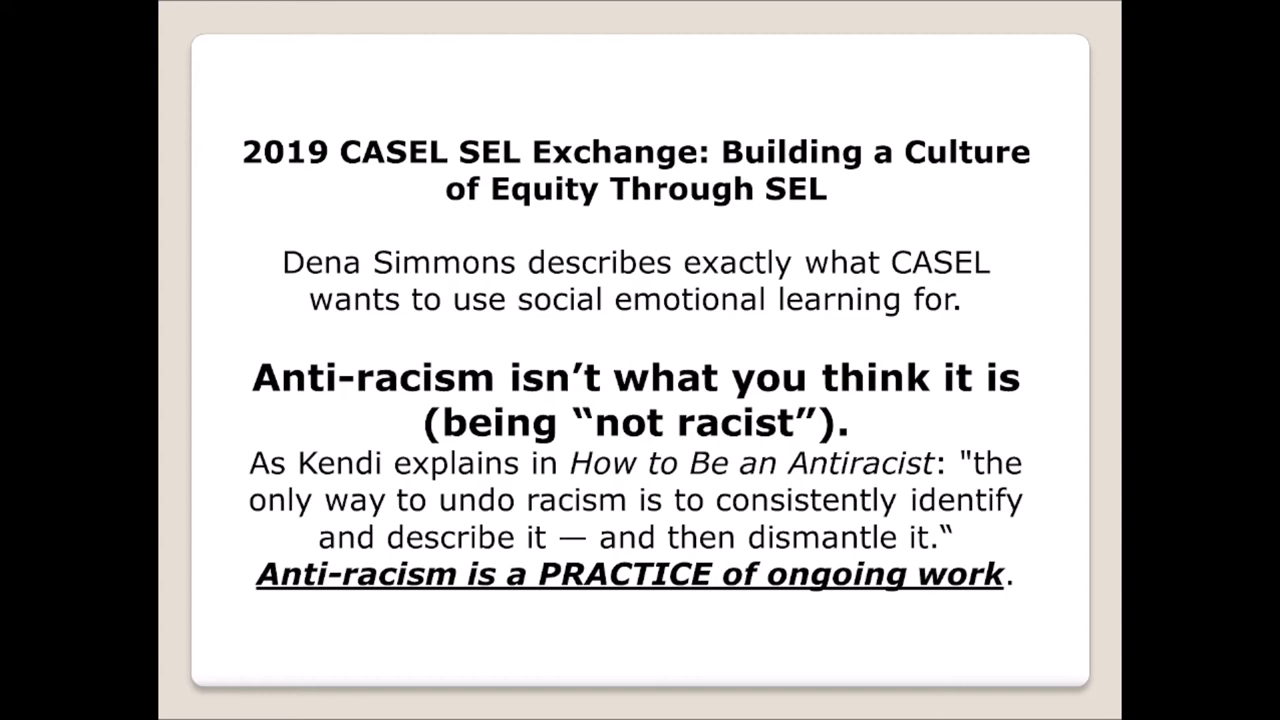 2019 CASEL SEL Exchange: Building a Culture
of Equity Through SEL
Dena Simmons describes exactly what CASEL
wants to use social emotional learning for.
Anti-racism isn’t what you think it is
(being “not racist”).
As Kendi explains in How to Be an Antiracist: "the
only way to undo racism is to consistently identify
and describe it — and then dismantle it.“
Anti-racism is a PRACTICE of ongoing work.